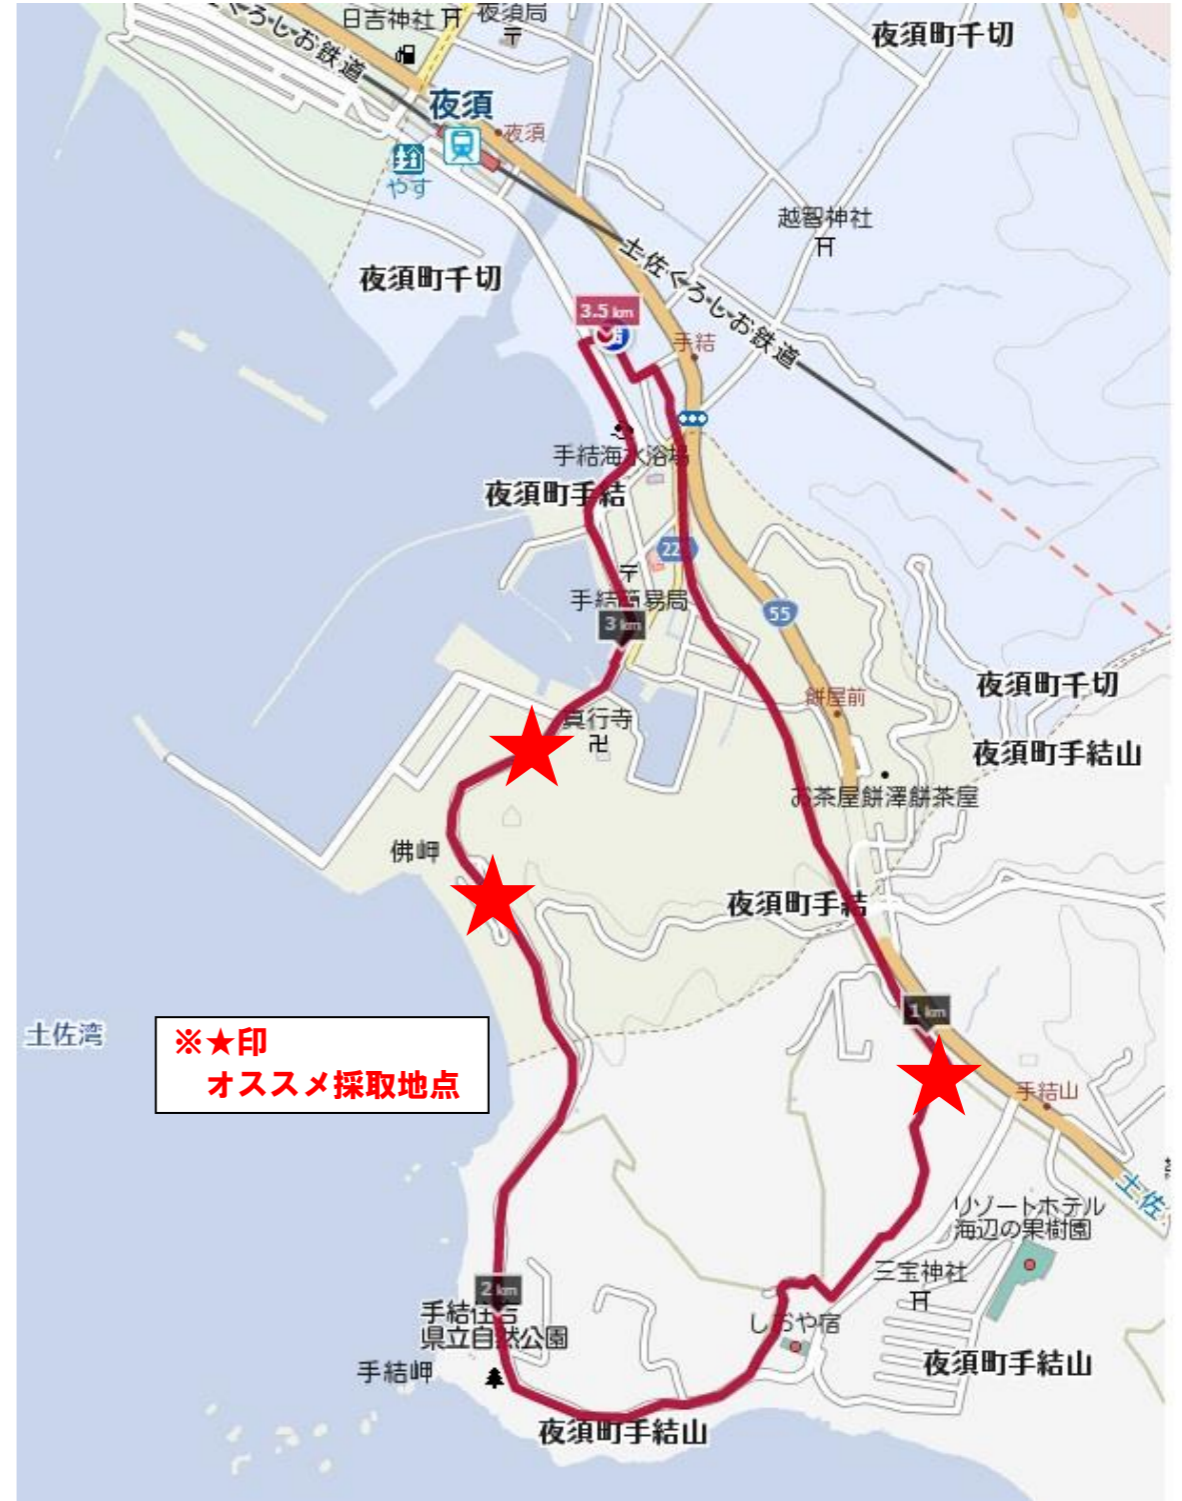 日吉神社
夜須局
夜須町千切
土佐くろしお鉄道
夜須
夜須
やす
越智神社
夜須町千切
土佐くろしお鉄道
3.5 km
手結
手結海水浴場
夜須町手結
22
手結簡易局
3 km
55
夜須町千切
餅屋前
真行寺
夜須町手結山
お茶屋餅澤餅茶屋
佛岬
夜須町手結
1 km
土佐湾
※★印
オススメ採取地点
手結山
土佐
リゾートホテル
海辺の果樹園
三宝神社
2 km
手結住吉
県立自然公園
しおや宿
手結岬
夜須町手結山
夜須町手結山